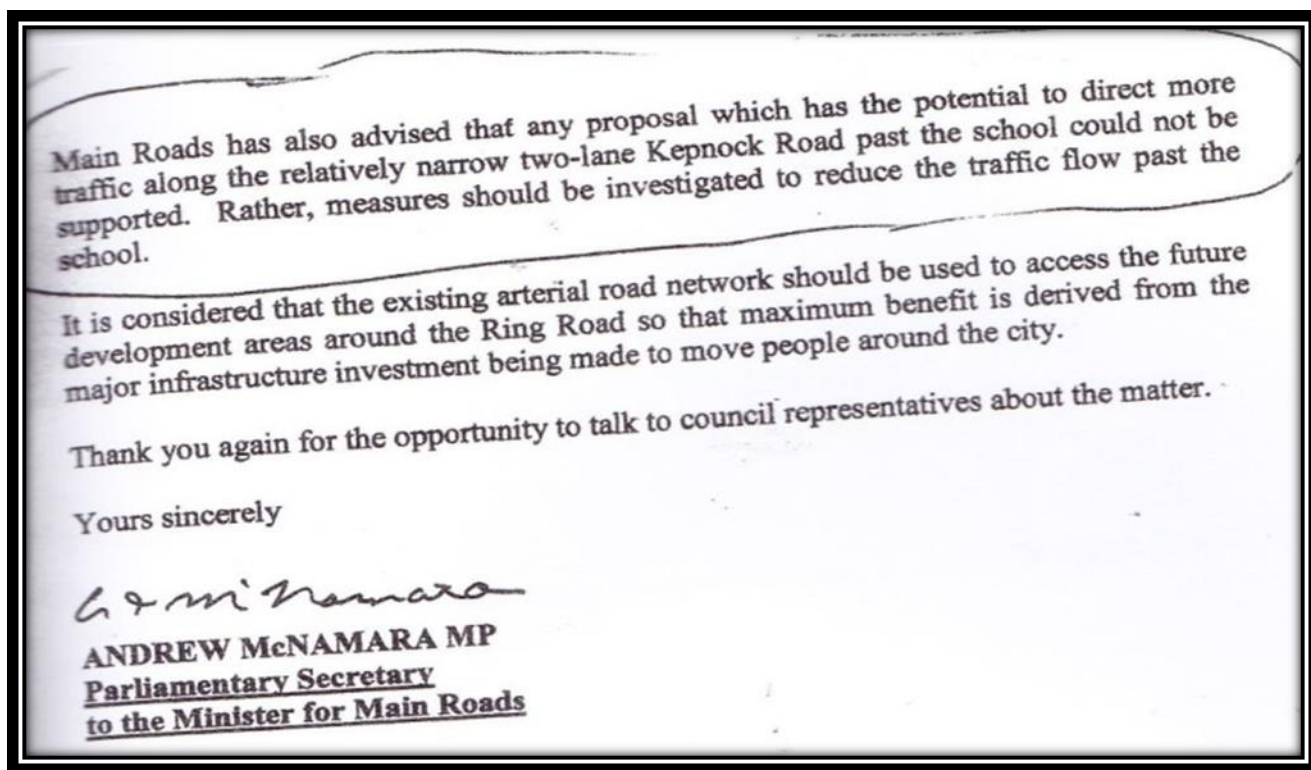 Main Roads has also advised that any proposal which has the potential to direct more
traffic along the relatively narrow two-lane Kepnock Road past the school could not be
supported. Rather, measures should be investigated to reduce the traffic flow past the
school.
It is considered that the existing arterial road network should be used to access the future
development areas around the Ring Road so that maximum benefit is derived from the
major infrastructure investment being made to move people around the city.
Thank you again for the opportunity to talk to council representatives about the matter.
Yours sincerely
ANDREW McNAMARA MP
Parliamentary Secretary
to the Minister for Main Roads